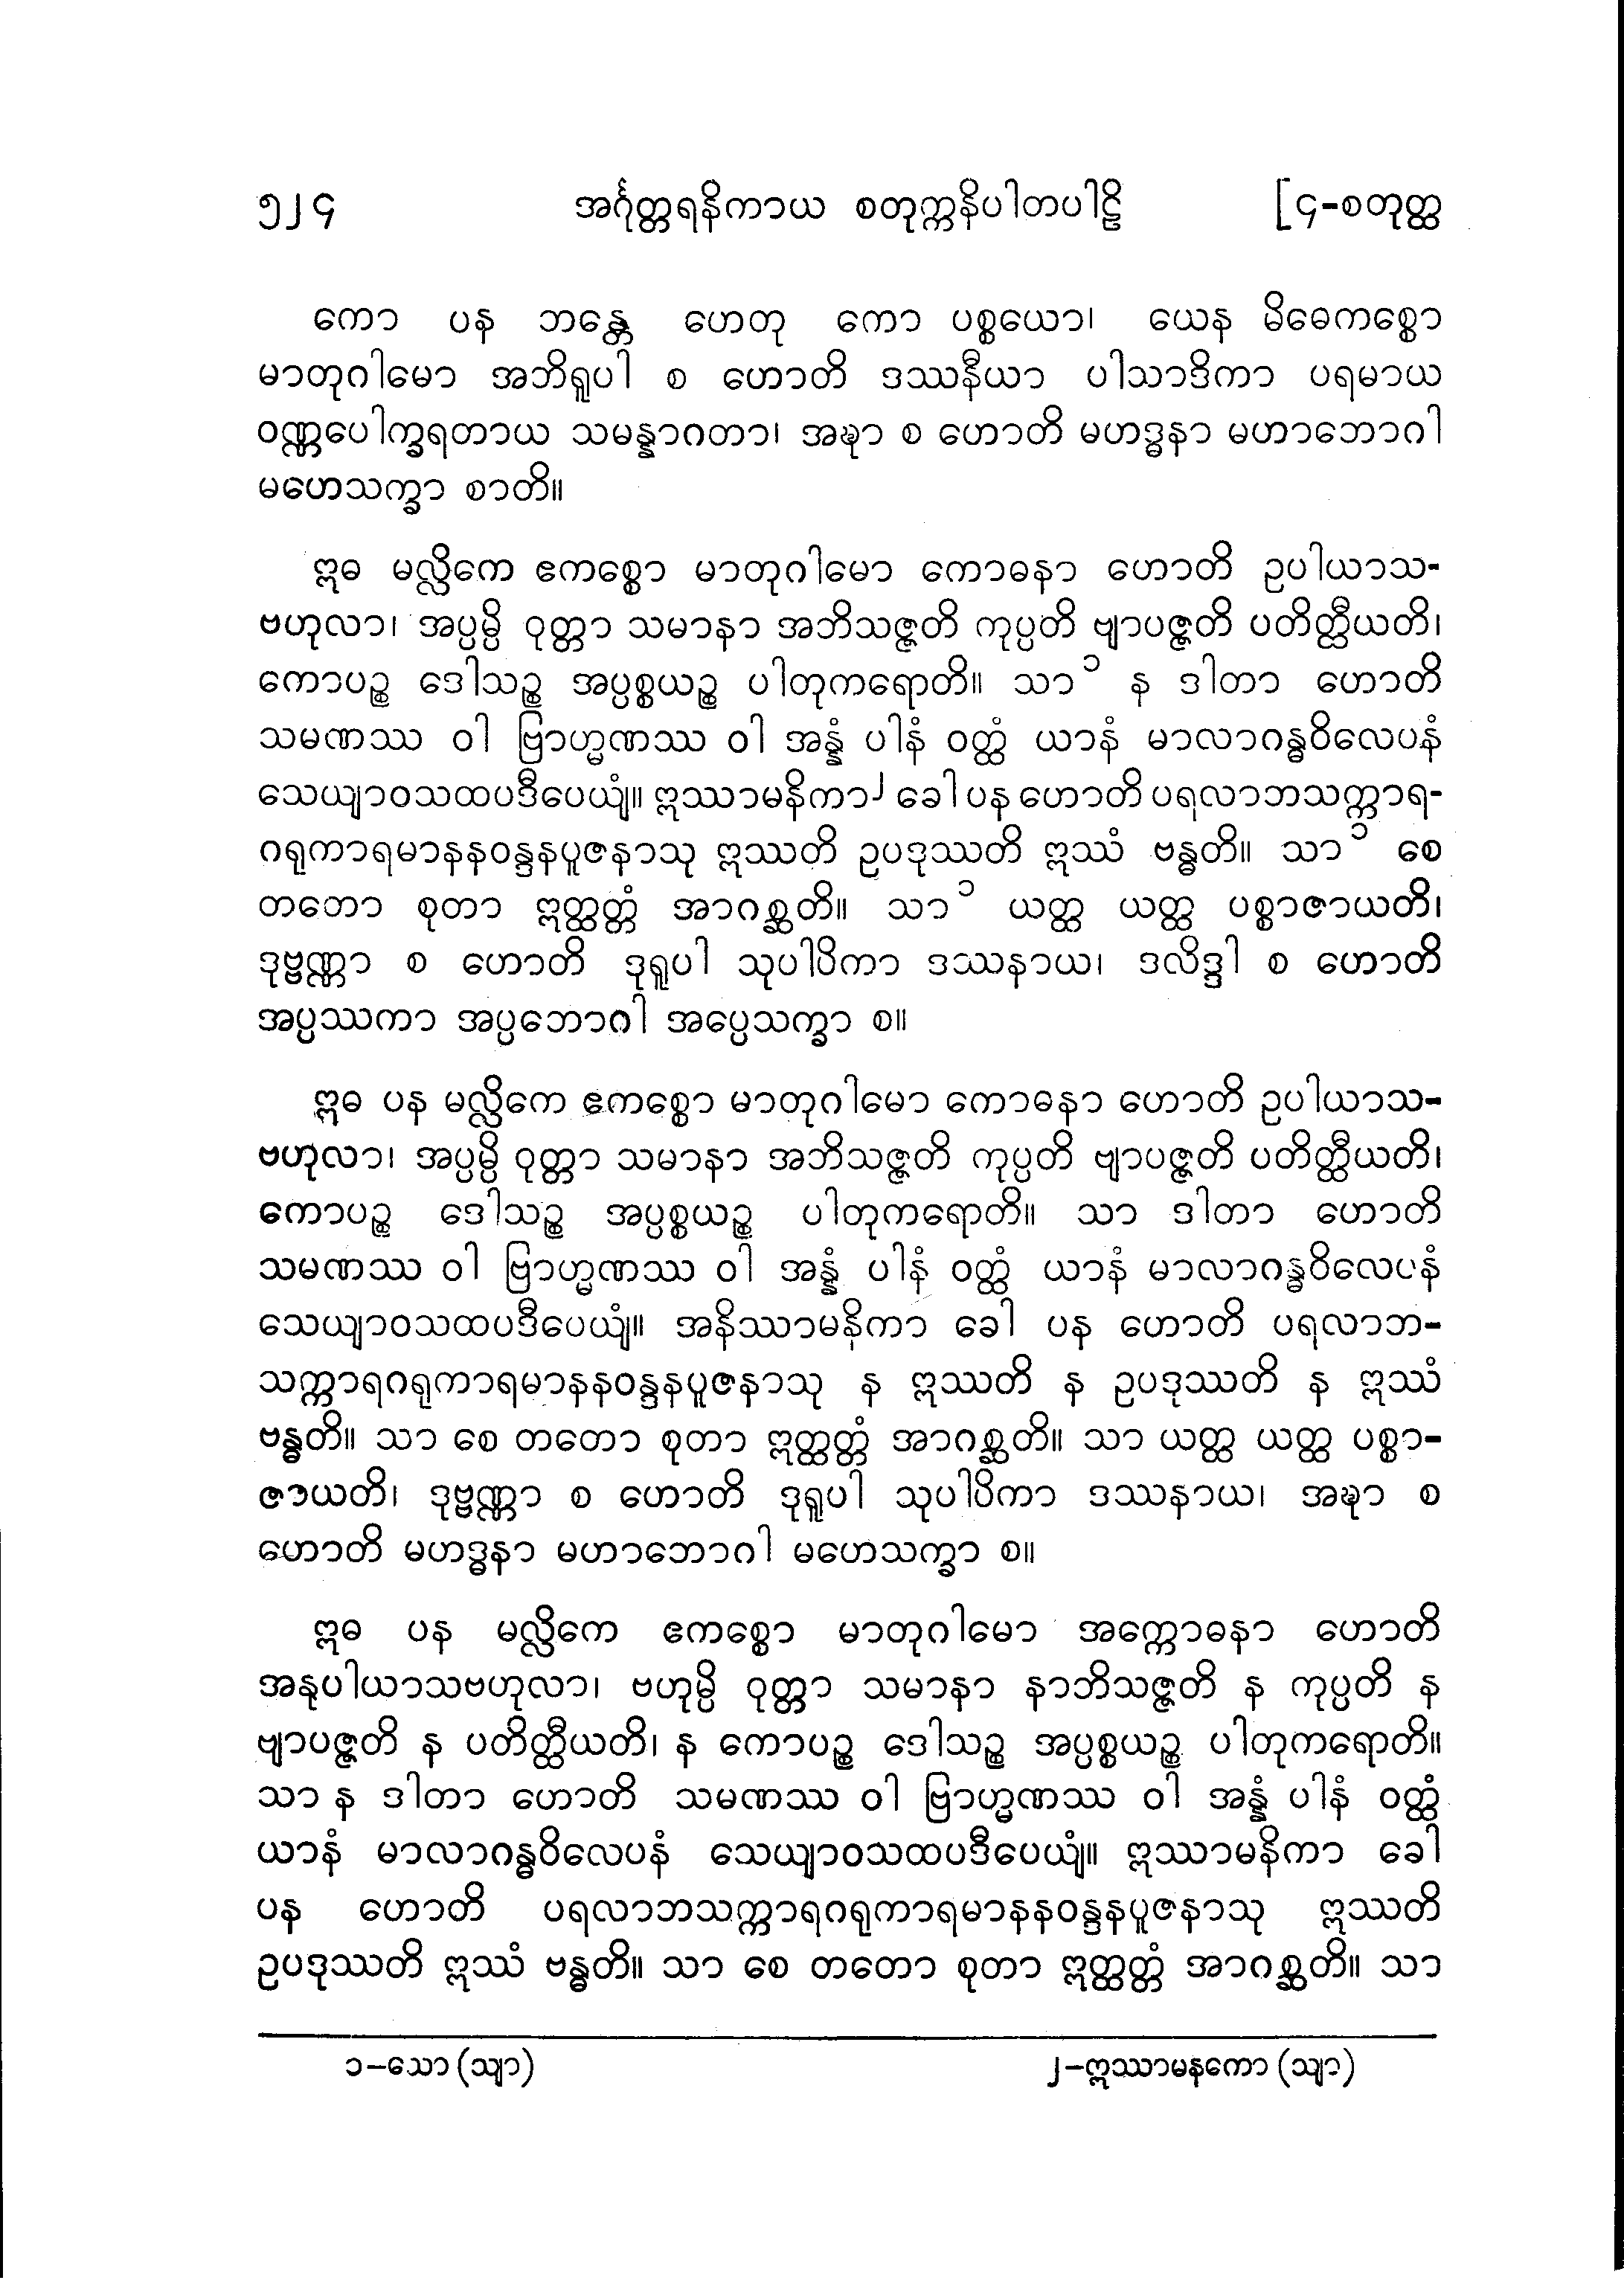 ၅၂၄ အင်္ဂုတ္တရနိကာယ စတုက္ကနိပါတပါဠိ [၄-စတုတ္ထ
ကော ပန ဘန္တေ ဟေတု ကော ပစ္စယော၊ ယေန မိဓေကစ္စော
မာတုဂါမော အဘိရူပါ စ ဟောတိ ဒဿနီယာ ပါသာဒိကာ ပရမာယ
ဝဏ္ဏပေါက္ခရတာယ သမန္နာဂတာ၊ အဍ္ဎာ စ ဟောတိ မဟဒ္ဓနာ မဟာဘောဂါ
မဟေသက္ခာ စာတိ။
ဣဓ မလ္လိကေ ဧကစ္စော မာတုဂါမော ကောဓနာ ဟောတိ ဥပါယာသ-
ဗဟုလာ၊ အပ္ပမ္ပိ ဝုတ္တာ သမာနာ အဘိသဇ္ဇတိ ကုပ္ပတိ ဗျာပဇ္ဇတိ ပတိတ္ထီယတိ၊
ကောပဉ္စ ဒေါသဉ္စ အပ္ပစ္စယဉ္စ ပါတုကရောတိ။ သာ၁ န ဒါတာ ဟောတိ
သမဏဿ ဝါ ဗြာဟ္မဏဿ ဝါ အန္နံ ပါနံ ဝတ္ထံ ယာနံ မာလာဂန္ဓဝိလေပနံ
သေယျာဝသထပဒီပေယျံ။ ဣဿာမနိကာ၂ ခေါ ပန ဟောတိ ပရလာဘသက္ကာရ-
ဂရုကာရမာနနဝန္ဒနပူဇနာသု ဣဿတိ ဥပဒုဿတိ ဣဿံ ဗန္ဓတိ။ သာ၁ စေ
တဘော စုတာ ဣတ္ထတ္တံ အာဂစ္ဆတိ။ သာ၁ ယတ္ထ ယတ္ထ ပစ္စာဇာယတိ၊
ဒုဗ္ဗဏ္ဏာ စ ဟောတိ ဒုရူပါ သုပါပိကာ ဒဿနာယ၊ ဒလိဒ္ဒါ စ ဟောတိ
အပ္ပဿကာ အပ္ပဘောဂါ အပ္ပေသက္ခာ စ။
ဣဓ ပန မလ္လိကေ ဧကစ္စော မာတုဂါမော ကောဓနာ ဟောတိ ဥပါယာသ-
ဗဟုလာ၊ အပ္ပမ္ပိ ဝုတ္တာ သမာနာ အဘိသဇ္ဇတိ ကုပ္ပတိ ဗျာပဇ္ဇတိ ပတိတ္ထီယတိ၊
ကောပဉ္စ ဒေါသဉ္စ အပ္ပစ္စယဉ္စ ပါတုကရောတိ။ သာ ဒါတာ ဟောတိ
သမဏဿ ဝါ ဗြာဟ္မဏဿ ဝါ အန္နံ ပါနံ ဝတ္ထံ ယာနံ မာလာဂန္ဓဝိလေပနံ
သေယျာဝသထပဒီပေယျံ။ အနိဿာမနိကာ ခေါ ပန ဟောတိ ပရလာဘ-
သက္ကာရဂရုကာရမာနနဝန္ဒနပူဇနာသု န ဣဿတိ န ဥပဒုဿတိ န ဣဿံ
ဗန္ဓတိ။ သာ စေ တတော စုတာ ဣတ္ထတ္တံ အာဂစ္ဆတိ။ သာ ယတ္ထ ယတ္ထ ပစ္စာ-
ဇာယတိ၊ ဒုဗ္ဗဏ္ဏာ စ ဟောတိ ဒုရူပါ သုပါပိကာ ဒဿနာယ၊ အဍ္ဎာ စ
ဟောတိ မဟဒ္ဓနာ မဟာဘောဂါ မဟေသက္ခာ စ။
ဣဓ ပန မလ္လိကေ ဧကစ္စော မာတုဂါမော အက္ကောဓနာ ဟောတိ
အနုပါယာသဗဟုလာ၊ ဗဟုမ္ပိ ဝုတ္တာ သမာနာ နာဘိသဇ္ဇတိ န ကုပ္ပတိ န
ဗျာပဇ္ဇတိ န ပတိတ္ထီယတိ၊ န ကောပဉ္စ ဒေါသဉ္စ အပ္ပစ္စယဉ္စ ပါတုကရောတိ။
သာ န ဒါတာ ဟောတိ သမဏဿ ဝါ ဗြာဟ္မဏဿ ဝါ အန္နံ ပါနံ ဝတ္ထံ
ယာနံ မာလာဂန္ဓဝိလေပနံ သေယျာဝသထပဒီပေယျံ။ ဣဿာမနိကာ ခေါ
ပန ဟောတိ ပရလာဘသက္ကာရဂရုကာရမာနနဝန္ဒနပူဇနာသု ဣဿတိ
ဥပဒုဿတိ ဣဿံ ဗန္ဓတိ။ သာ စေ တတော စုတာ ဣတ္ထတ္တံ အာဂစ္ဆတိ။ သာ
၁-သော (သျာ) ၂-ဣဿာမနကော (သျာ)